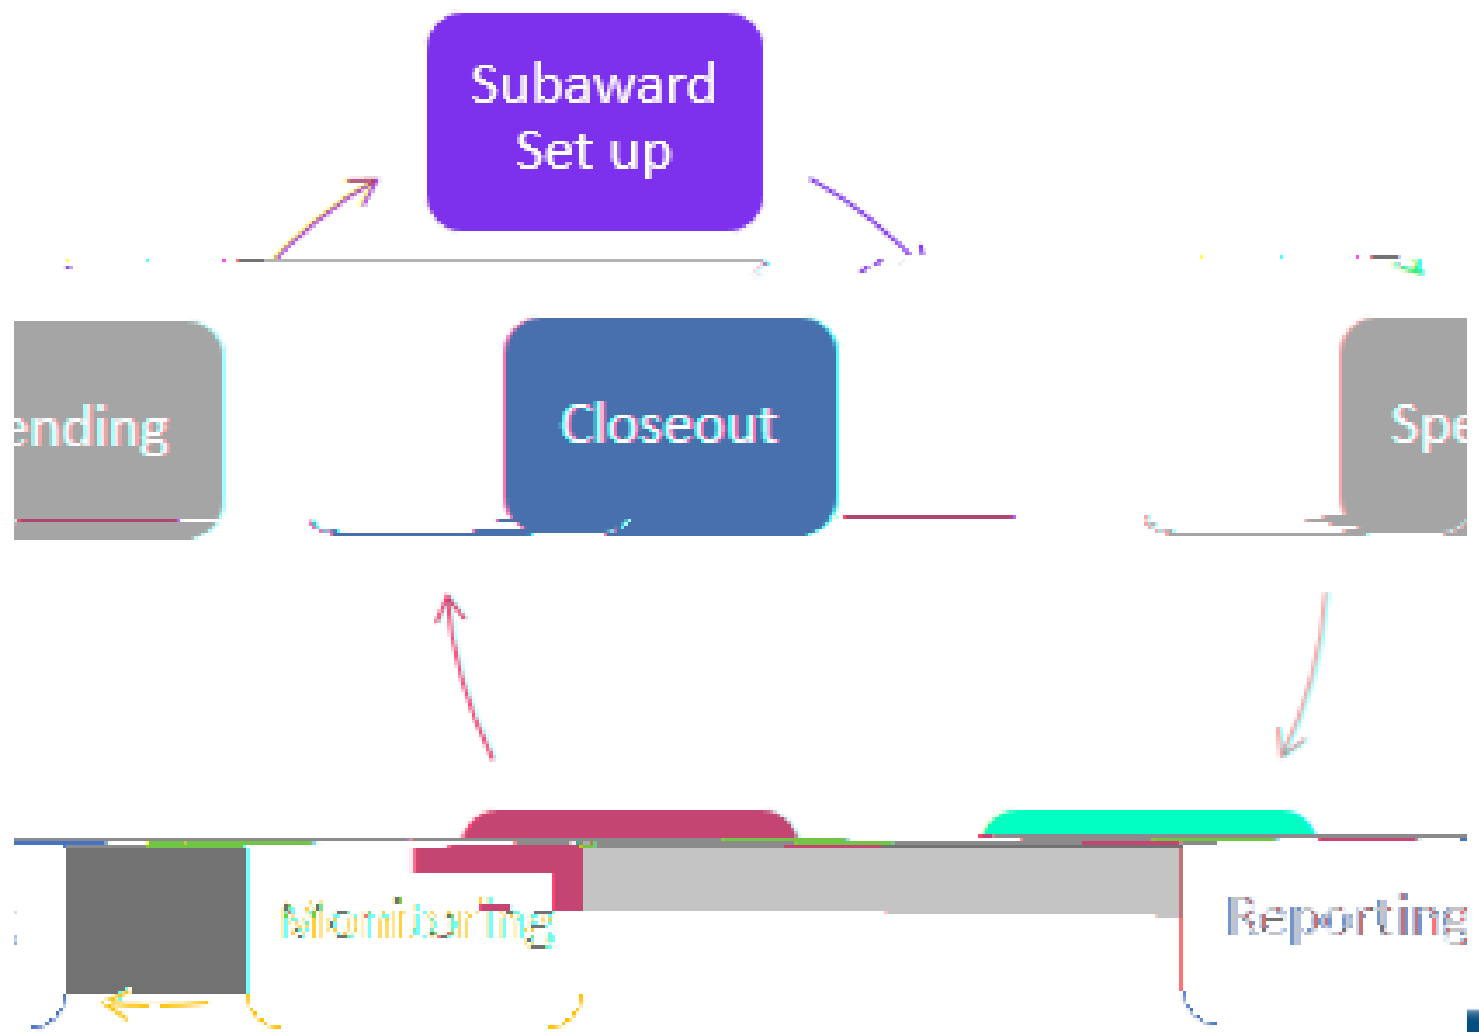 Subaward
Set up
ending
Closeout
Spe
Monitoring
Reporting